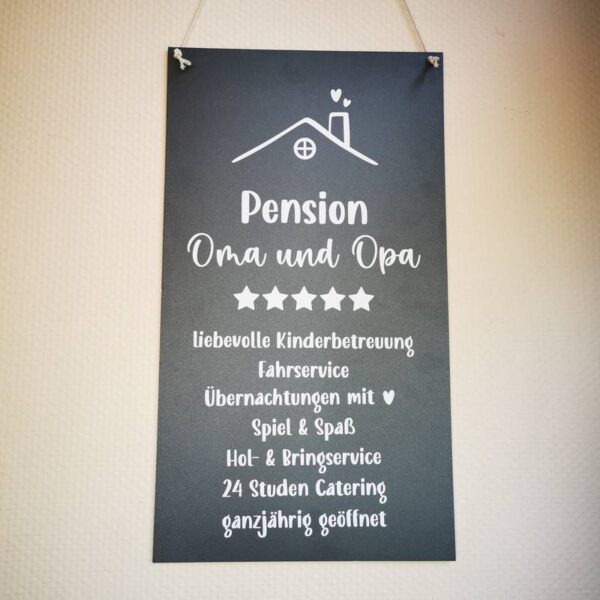 Pension
Oma und Opa
liebevolle Kinderbetreuung
Fahrservice
Übernachtungen mit ♥
Spiel & Spaß
Hol- & Bringservice
24 Studen Catering
ganzjährig geöffnet